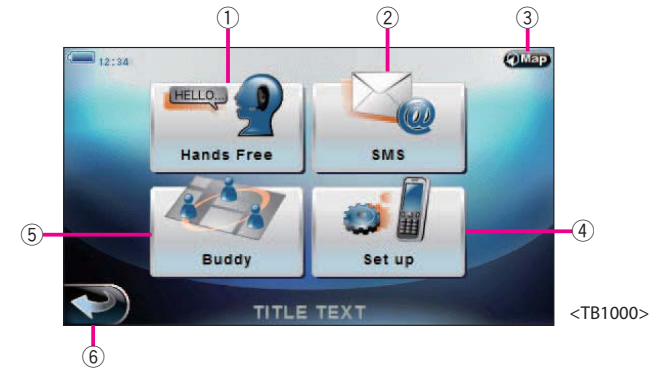 ① ② ③
12:34 Map
HELLO...
Hands Free SMS
@
⑤ ④
Buddy Set up
TITLE TEXT <TB1000>
⑥